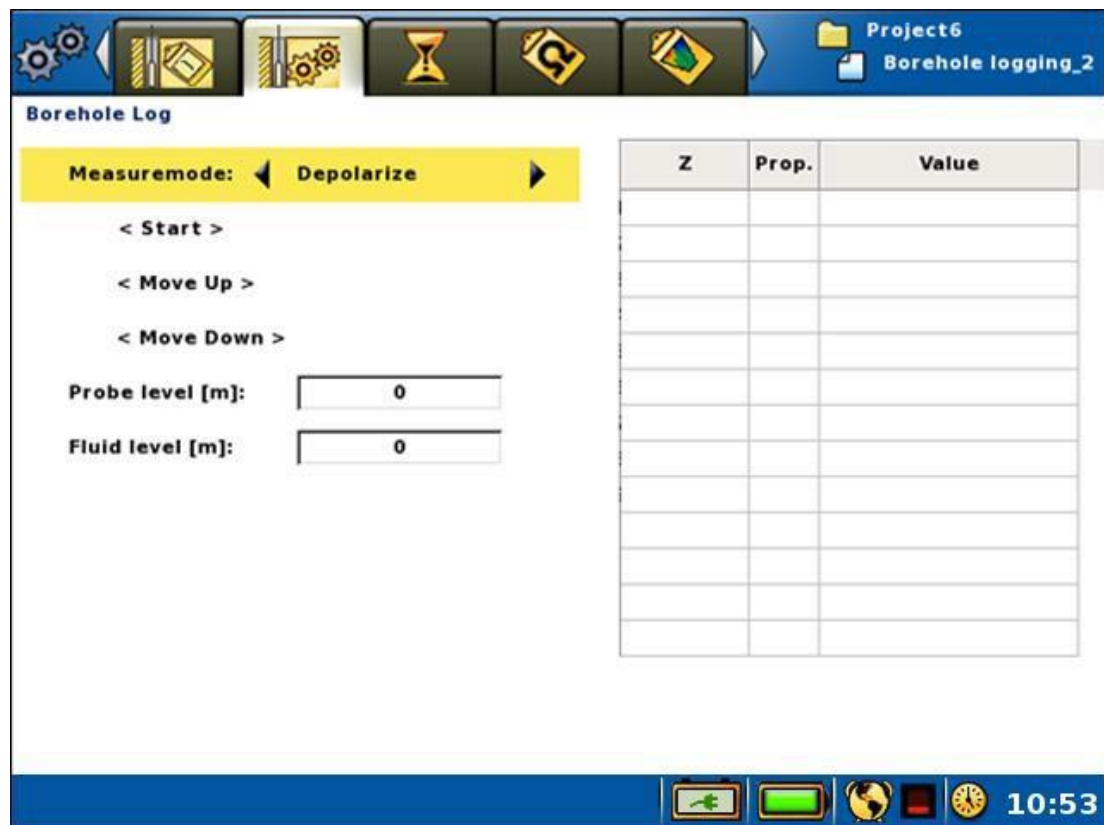 Project6
Borehole logging_2
Borehole Log
Measuremode: Depolarize
< Start >
< Move Up >
< Move Down >
Probe level [m]: 0
Fluid level [m]: 0
Z Prop. Value
10:53